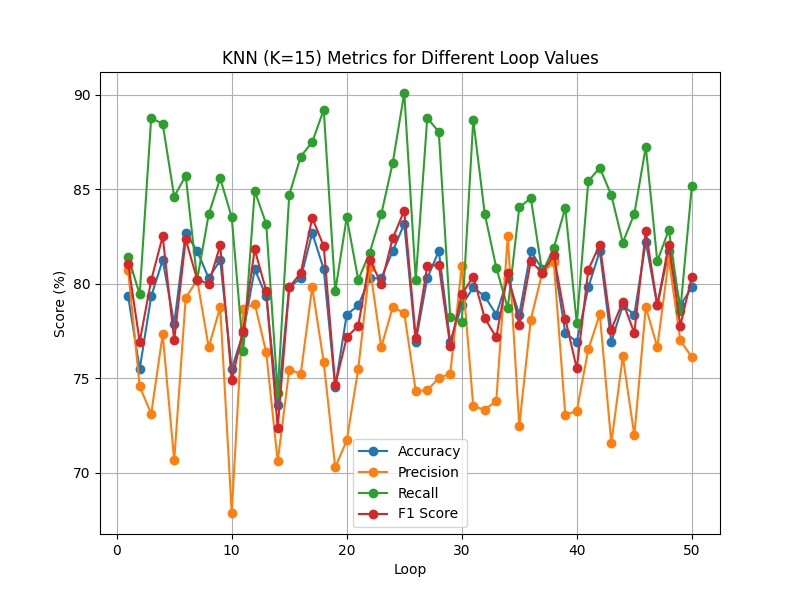 KNN (K=15) Metrics for Different Loop Values
90
85
80
75
70
Score (%)
Accuracy
Precision
Recall
F1 Score
0
10
20
30
40
50
Loop